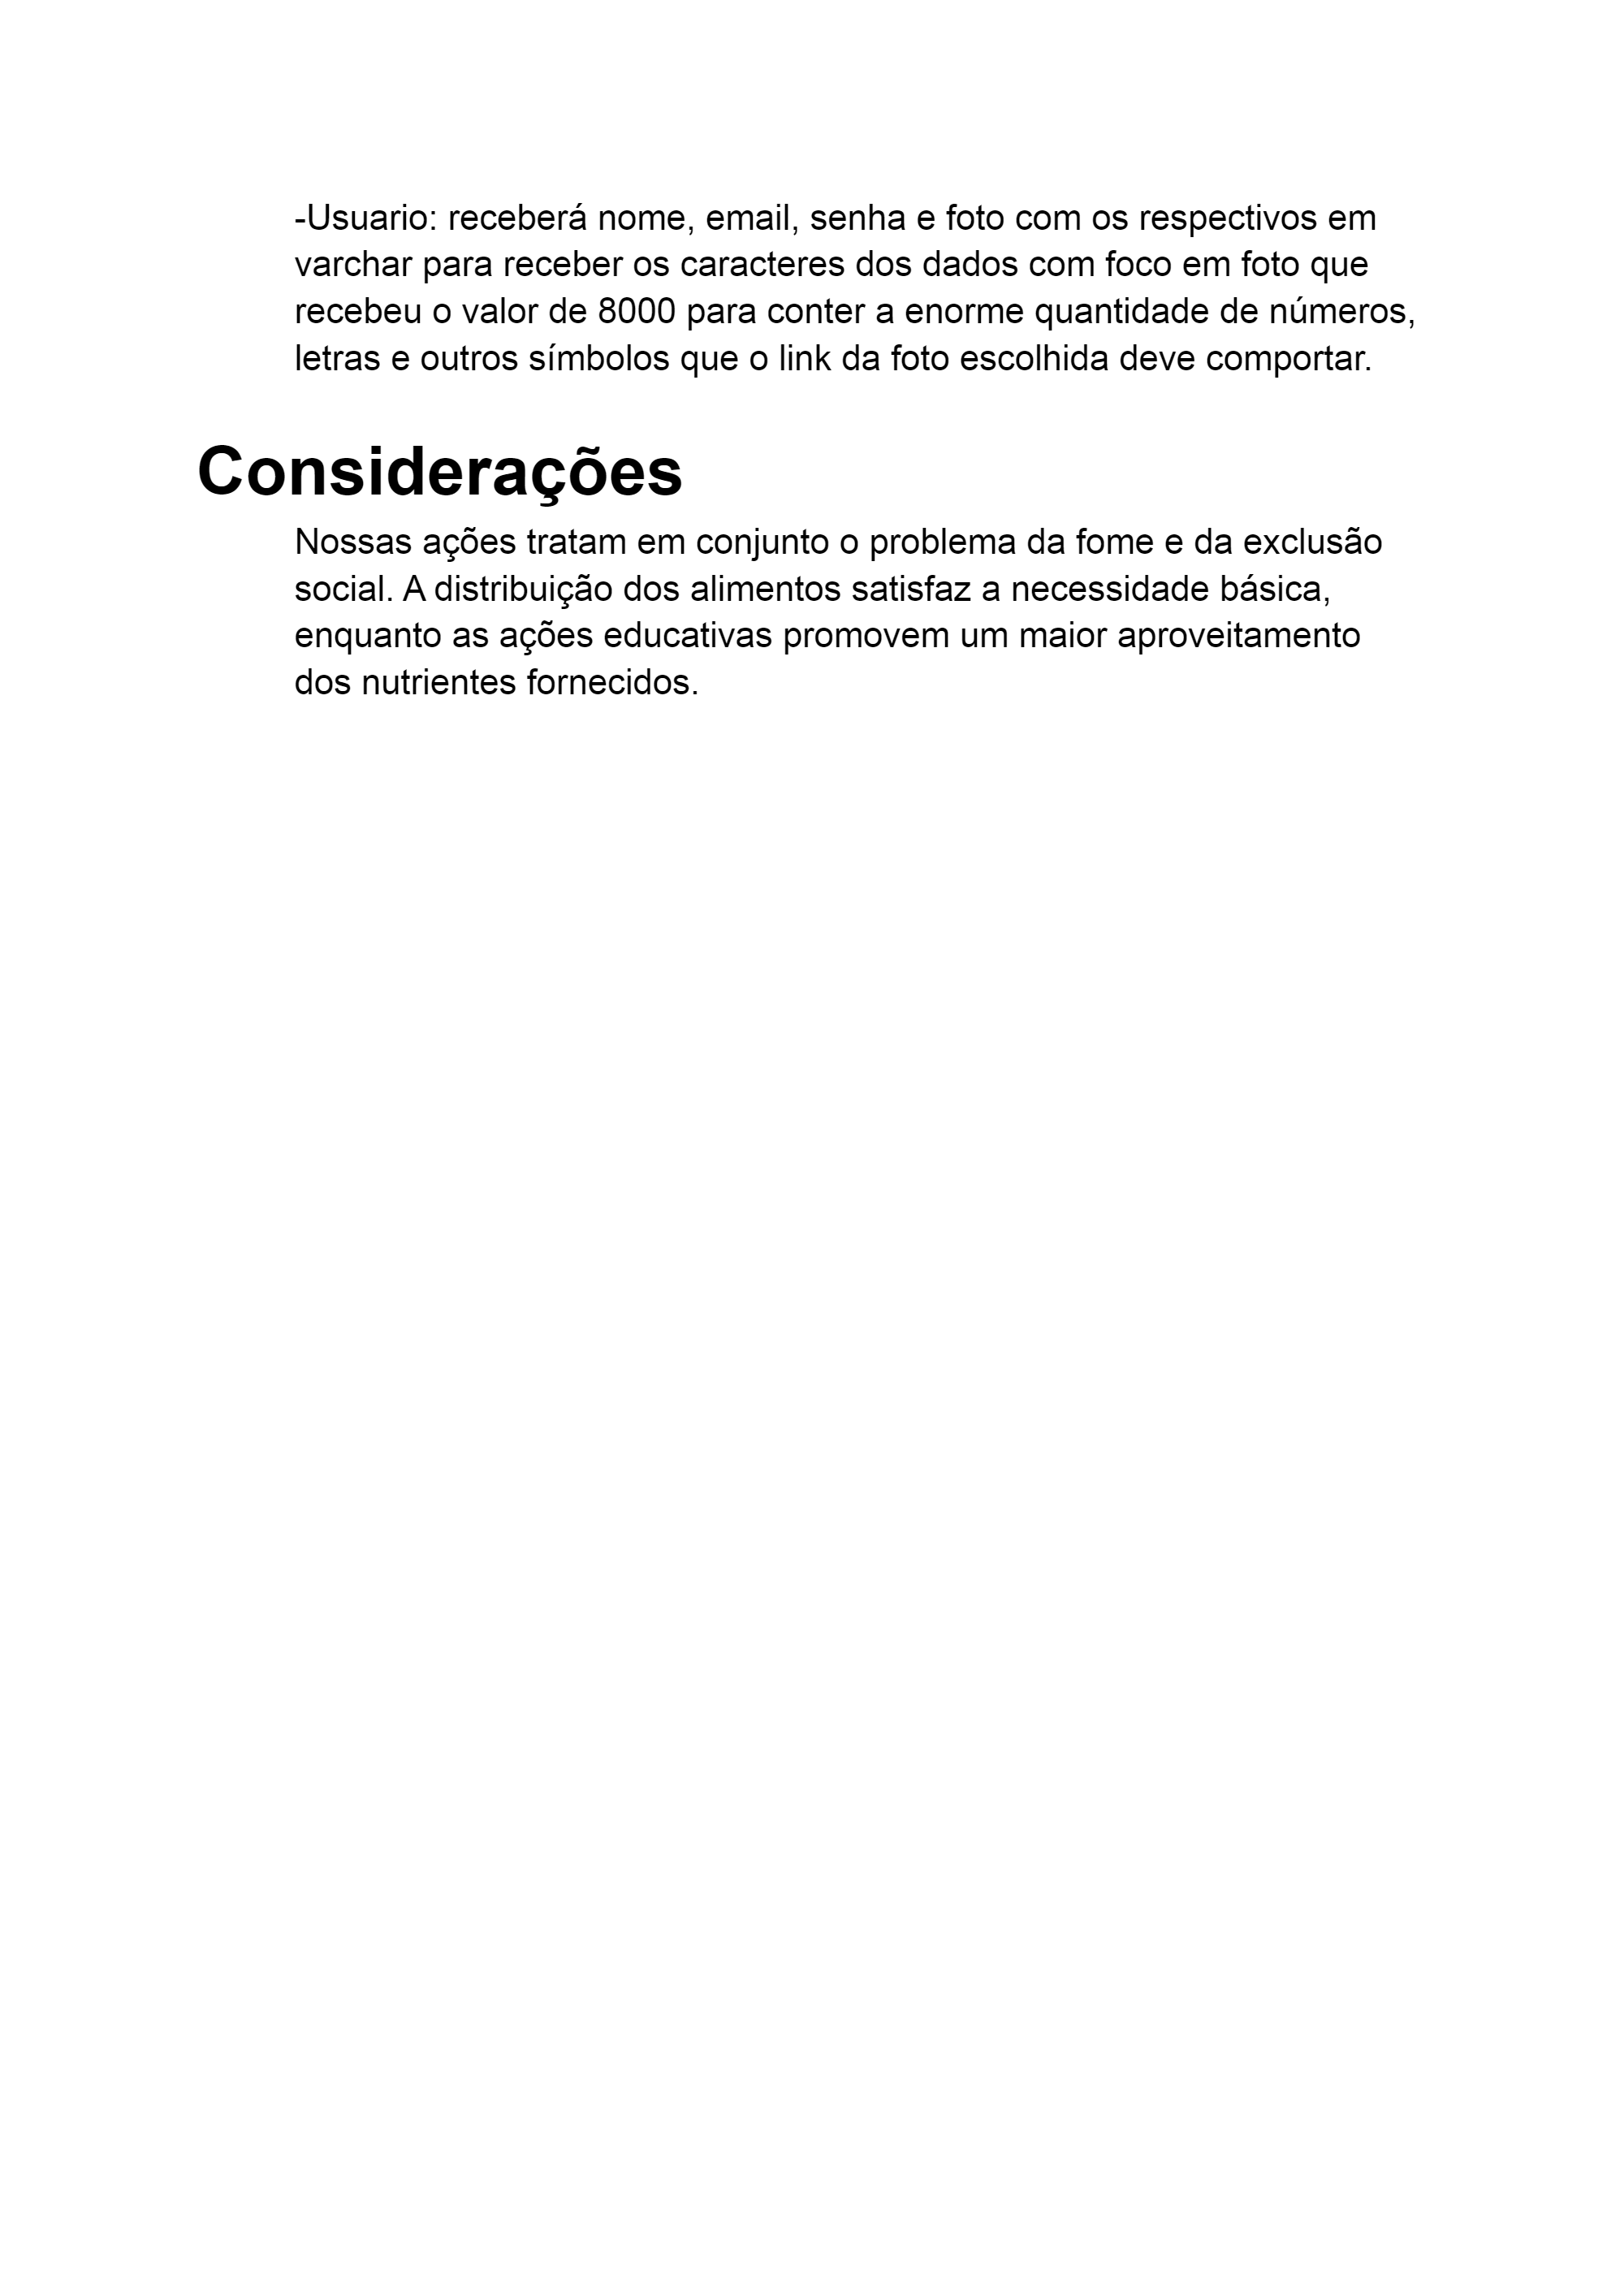 -Usuario: receberá nome, email, senha e foto com os respectivos em
varchar para receber os caracteres dos dados com foco em foto que
recebeu o valor de 8000 para conter a enorme quantidade de números,
letras e outros símbolos que o link da foto escolhida deve comportar.
Considerações
Nossas ações tratam em conjunto o problema da fome e da exclusão
social. A distribuição dos alimentos satisfaz a necessidade básica,
enquanto as ações educativas promovem um maior aproveitamento
dos nutrientes fornecidos.